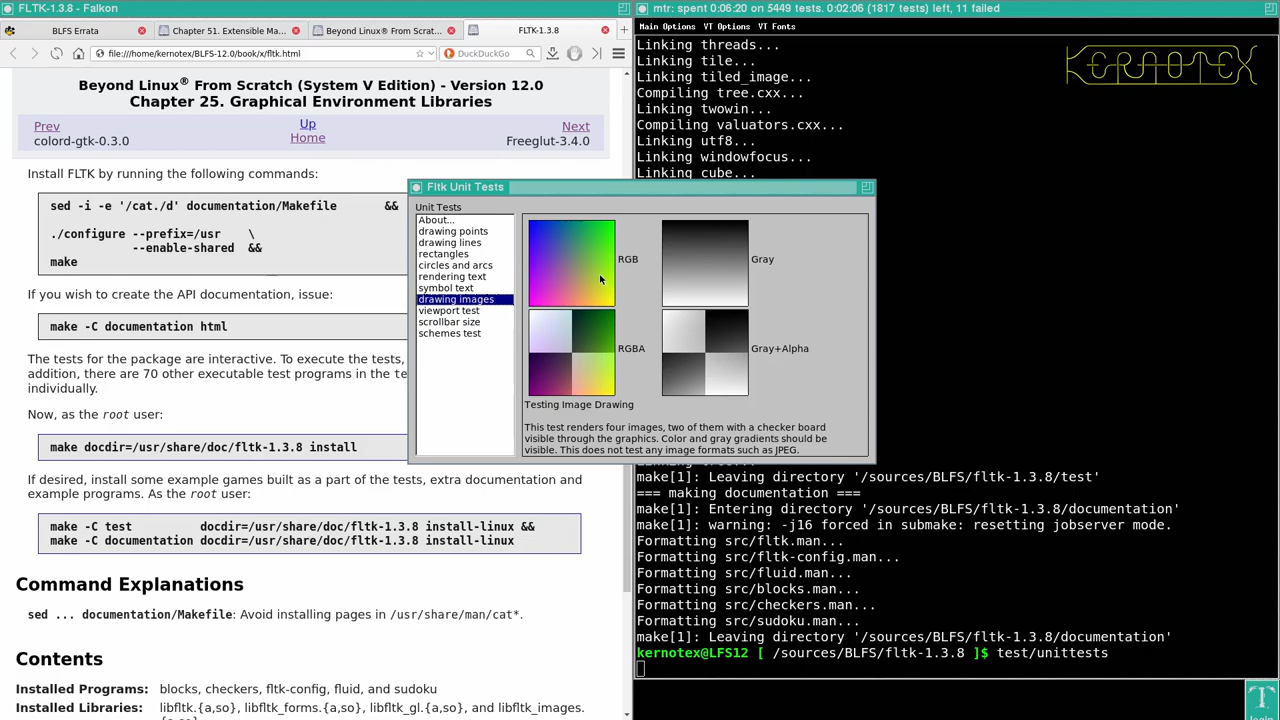 FLTK-1.3.8 - Falkon
BLFS Errata
Chapter 51. Extensible Ma...
Beyond Linux® From Scrat...
FLTK-1.3.8
file:///home/kernotex/BLFS-12.0/book/x/fltk.html
DuckDuckGo
Beyond Linux® From Scratch (System V Edition) - Version 12.0
Chapter 25. Graphical Environment Libraries
Prev
Up
Next
colord-gtk-0.3.0
Home
Freeglut-3.4.0
Install FLTK by running the following commands:
sed -i -e '/cat./d' documentation/Makefile &&
./configure --prefix=/usr \
--enable-shared &&
make
If you wish to create the API documentation, issue:
make -C documentation html
The tests for the package are interactive. To execute the tests,
addition, there are 70 other executable test programs in the te
individually.
Now, as the root user:
make docdir=/usr/share/doc/fltk-1.3.8 install
If desired, install some example games built as a part of the tests, extra documentation and
example programs. As the root user:
make -C test docdir=/usr/share/doc/fltk-1.3.8 install-linux &&
make -C documentation docdir=/usr/share/doc/fltk-1.3.8 install-linux
Command Explanations
sed ... documentation/Makefile: Avoid installing pages in /usr/share/man/cat*.
Contents
Installed Programs: blocks, checkers, fltk-config, fluid, and sudoku
Installed Libraries: libfltk.{a,so}, libfltk_forms.{a,so}, libfltk_gl.{a,so}, and libfltk_images.
Fltk Unit Tests
Unit Tests
About...
drawing points
drawing lines
rectangles
circles and arcs
rendering text
symbol text
drawing images
viewport test
scrollbar size
schemes test
RGB
Gray
RGBA
Gray+Alpha
Testing Image Drawing
This test renders four images, two of them with a checker board
visible through the graphics. Color and gray gradients should be
visible. This does not test any image formats such as JPEG.
mtr: spent 0:06:20 on 5449 tests. 0:02:06 (1817 tests) left, 11 failed
Main Options VT Options VT Fonts
KERNOTEX
Linking threads...
Linking tile...
Linking tiled_image...
Compiling tree.cxx...
Linking twowin...
Compiling valuators.cxx...
Linking utf8...
Linking windowfocus...
Linking cube...
make[1]: Leaving directory '/sources/BLFS/fltk-1.3.8/test'
=== making documentation ===
make[1]: Entering directory '/sources/BLFS/fltk-1.3.8/documentation'
make[1]: warning: -j16 forced in submake: resetting jobserver mode.
Formatting src/fltk.man...
Formatting src/fltk-config.man...
Formatting src/fluid.man...
Formatting src/blocks.man...
Formatting src/checkers.man...
Formatting src/sudoku.man...
make[1]: Leaving directory '/sources/BLFS/fltk-1.3.8/documentation'
kernotex@LFS12 [ /sources/BLFS/fltk-1.3.8 ]$ test/unittests